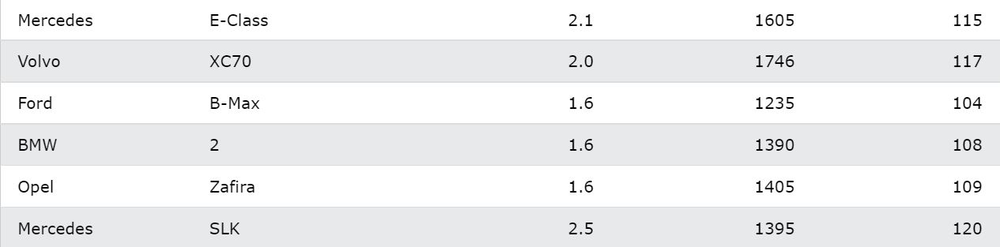 Mercedes E-Class 2.1 1605 115
Volvo XC70 2.0 1746 117
Ford B-Max 1.6 1235 104
BMW 2 1.6 1390 108
Opel Zafira 1.6 1405 109
Mercedes SLK 2.5 1395 120